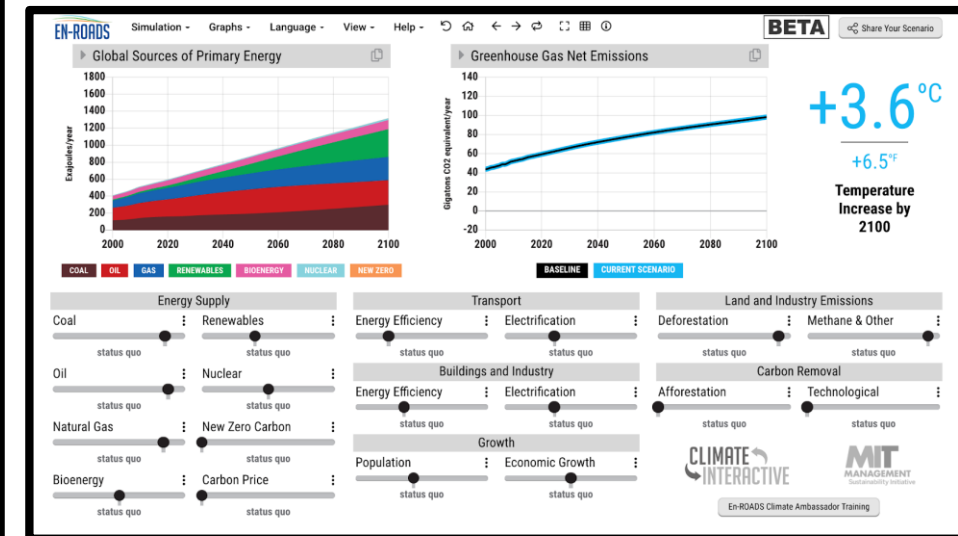 EN-ROADS
Simulation - Graphs - Language - View - Help -
BETA
Share Your Scenario
Global Sources of Primary Energy
1800
1600
1400
1200
1000
800
600
400
200
0
Exajoules/year
2000 2020 2040 2060 2080 2100
COAL OIL GAS RENEWABLES BIOENERGY NUCLEAR NEW ZERO
Greenhouse Gas Net Emissions
140
120
100
80
60
40
20
0
-20
Gigatons CO2 equivalent/year
2000 2020 2040 2060 2080 2100
BASELINE CURRENT SCENARIO
+3.6°C
+6.5°F
Temperature
Increase by
2100
Energy Supply
Coal
status quo
Renewables
status quo
Oil
status quo
Nuclear
status quo
Natural Gas
status quo
New Zero Carbon
status quo
Bioenergy
status quo
Carbon Price
status quo
Transport
Energy Efficiency
status quo
Electrification
status quo
Buildings and Industry
Energy Efficiency
status quo
Electrification
status quo
Growth
Population
status quo
Economic Growth
status quo
Land and Industry Emissions
Deforestation
status quo
Methane & Other
status quo
Carbon Removal
Afforestation
status quo
Technological
status quo
CLIMATE
INTERACTIVE
MIT
MANAGEMENT
Sustainability Initiative
En-ROADS Climate Ambassador Training